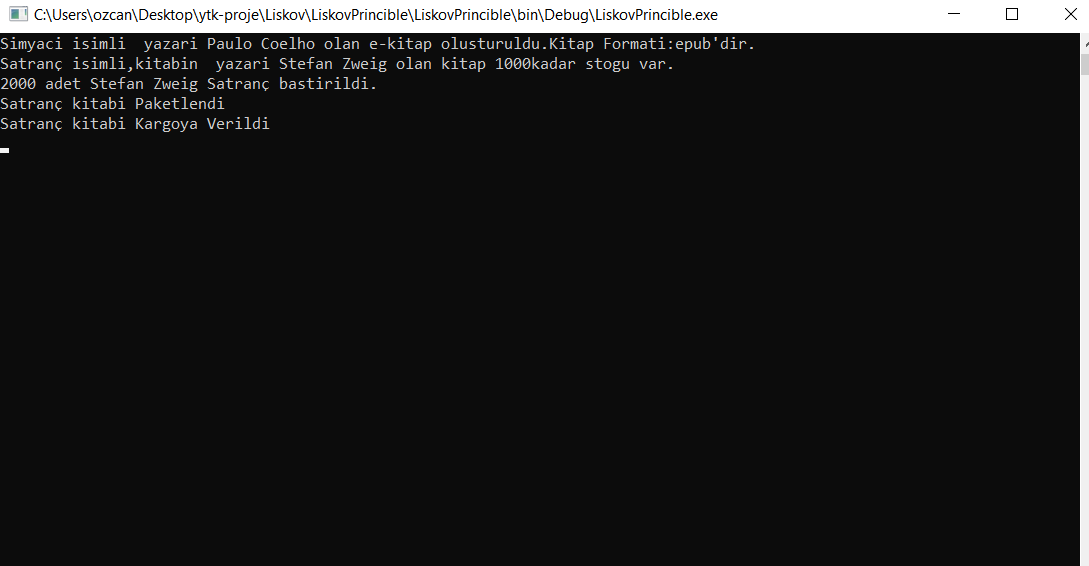 C:\Users\ozcan\Desktop\ytk-proje\Liskov\LiskovPrincible\LiskovPrincible\bin\Debug\LiskovPrincible.exe
Simyaci isimli  yazari Paulo Coelho olan e-kitap olusturuldu.Kitap Formati:epub'dir.
Satranç isimli,kitabin  yazari Stefan Zweig olan kitap 1000kadar stogu var.
2000 adet Stefan Zweig Satranç bastirildi.
Satranç kitabi Paketlendi
Satranç kitabi Kargoya Verildi